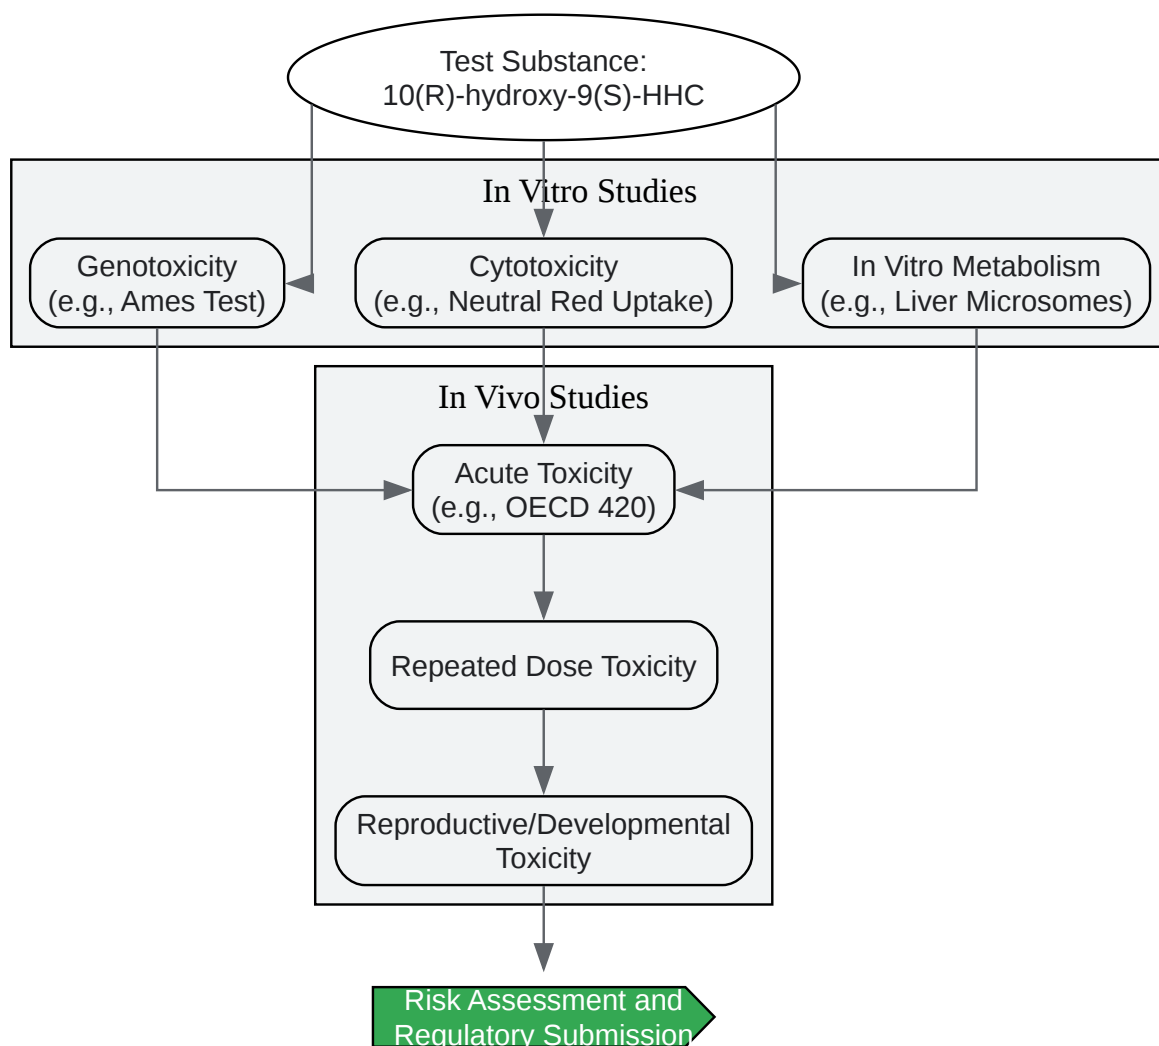 Test Substance:
10(R)-hydroxy-9(S)-HHC
In Vitro Studies
Genotoxicity
(e.g., Ames Test)
Cytotoxicity
(e.g., Neutral Red Uptake)
In Vitro Metabolism
(e.g., Liver Microsomes)
In Vivo Studies
Acute Toxicity
(e.g., OECD 420)
Repeated Dose Toxicity
Reproductive/Developmental
Toxicity
Risk Assessment and
Regulatory Submission